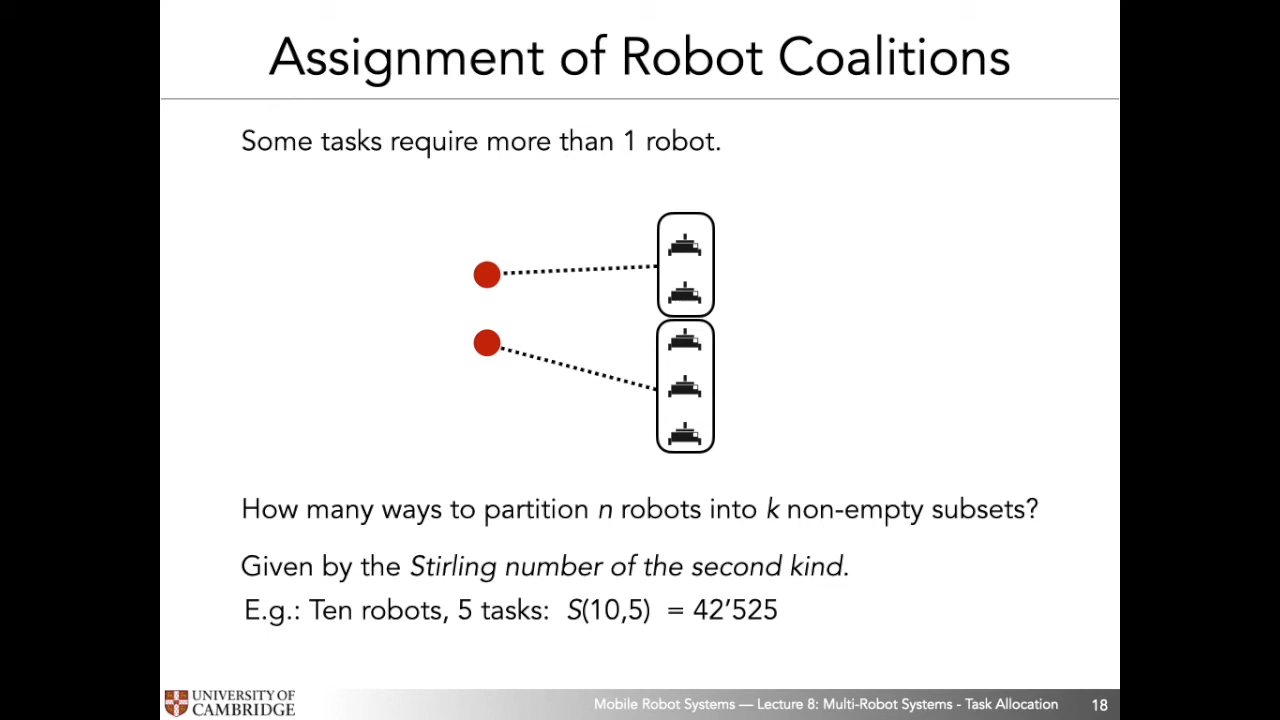 Assignment of Robot Coalitions
Some tasks require more than 1 robot.
How many ways to partition n robots into k non-empty subsets?
Given by the Stirling number of the second kind.
E.g.: Ten robots, 5 tasks: S(10,5) = 42’525
UNIVERSITY OF
CAMBRIDGE
Mobile Robot Systems — Lecture 8: Multi-Robot Systems - Task Allocation 18